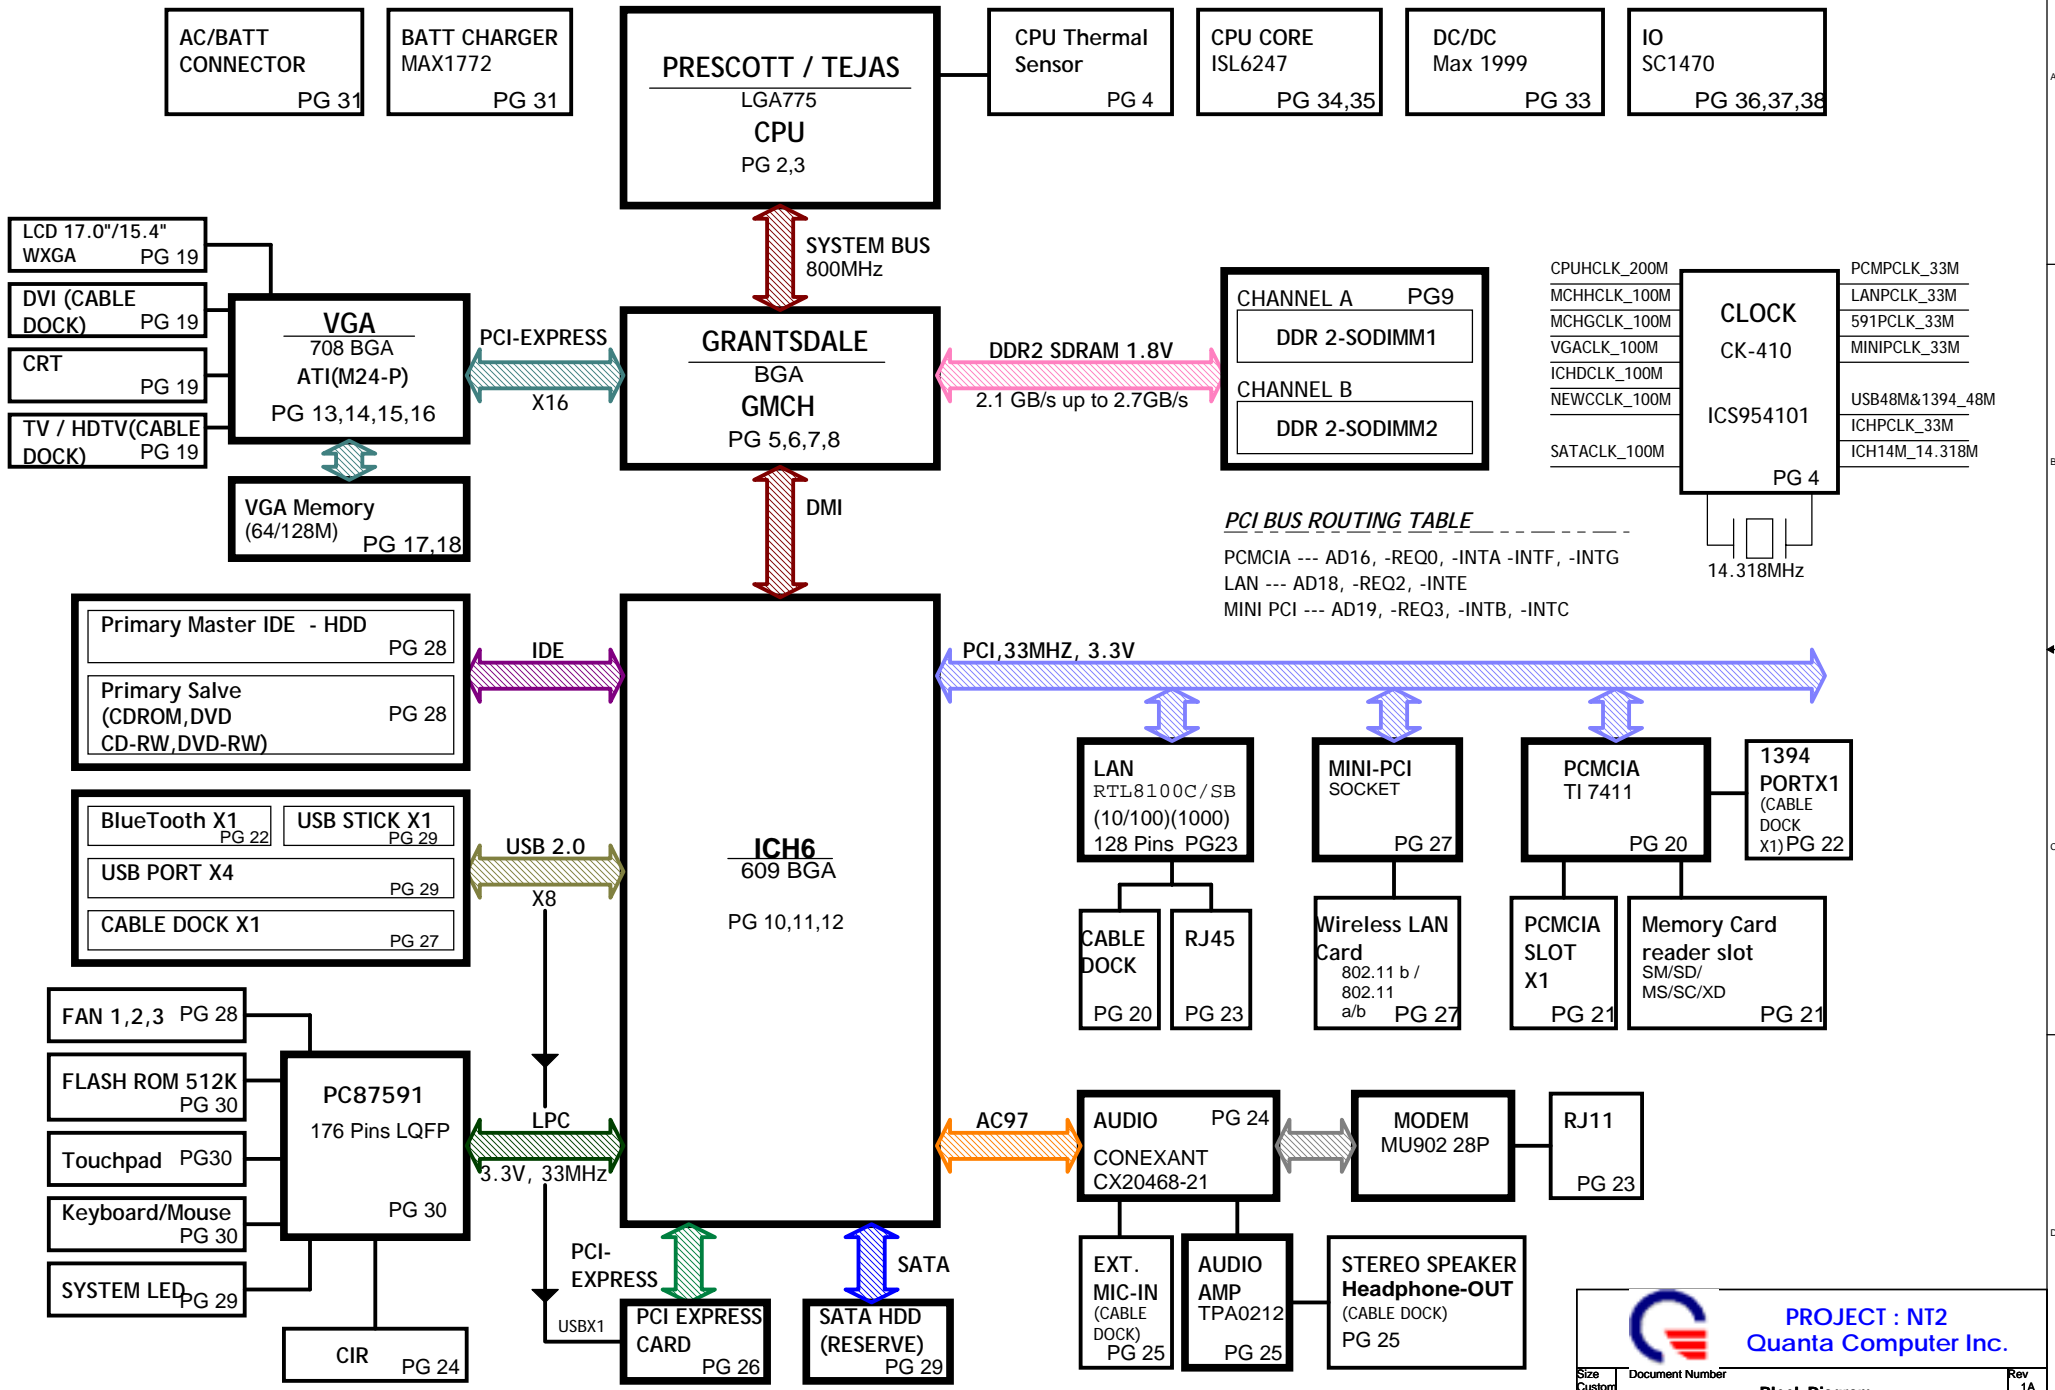 AC/BATT
CONNECTOR
PG 31
BATT CHARGER
MAX1772
PG 31
PRESCOTT / TEJAS
LGA775
CPU
PG 2,3
CPU Thermal
Sensor
PG 4
CPU CORE
ISL6247
PG 34,35
DC/DC
Max 1999
PG 33
IO
SC1470
PG 36,37,38
A
SYSTEM BUS
800MHz
LCD 17.0"/15.4"
WXGA PG 19
DVI (CABLE
DOCK) PG 19
CRT
PG 19
TV / HDTV(CABLE
DOCK) PG 19
VGA
708 BGA
ATI(M24-P)
PG 13,14,15,16
PCI-EXPRESS
X16
VGA Memory
(64/128M)
PG 17,18
GRANTSDALE
BGA
GMCH
PG 5,6,7,8
DDR2 SDRAM 1.8V
2.1 GB/s up to 2.7GB/s
CHANNEL A PG9
DDR 2-SODIMM1
CHANNEL B
DDR 2-SODIMM2
CPUHCLK_200M
MCHHCLK_100M
MCHGCLK_100M
VGACLK_100M
ICHDCLK_100M
NEWCCLK_100M
SATACLK_100M
CLOCK
CK-410
ICS954101
PG 4
PCMPCLK_33M
LANPCLK_33M
591PCLK_33M
MINIPCLK_33M
USB48M&1394_48M
ICHPCLK_33M
ICH14M_14.318M
14.318MHz
B
DMI
PCI BUS ROUTING TABLE
PCMCIA --- AD16, -REQ0, -INTA -INTF, -INTG
LAN --- AD18, -REQ2, -INTE
MINI PCI --- AD19, -REQ3, -INTB, -INTC
Primary Master IDE - HDD
PG 28
Primary Salve
(CDROM,DVD
CD-RW,DVD-RW)
PG 28
IDE
PCI,33MHZ, 3.3V
BlueTooth X1
PG 22
USB STICK X1
PG 29
USB PORT X4
PG 29
CABLE DOCK X1
PG 27
USB 2.0
X8
ICH6
609 BGA
PG 10,11,12
LAN
RTL8100C/SB
(10/100)(1000)
128 Pins PG23
MINI-PCI
SOCKET
PG 27
PCMCIA
TI 7411
PG 20
1394
PORTX1
(CABLE
DOCK
X1) PG 22
C
CABLE
DOCK
PG 20
RJ45
PG 23
Wireless LAN
Card
802.11 b /
802.11
a/b
PG 27
PCMCIA
SLOT
X1
PG 21
Memory Card
reader slot
SM/SD/
MS/SC/XD
PG 21
FAN 1,2,3 PG 28
FLASH ROM 512K
PG 30
Touchpad PG30
Keyboard/Mouse
PG 30
SYSTEM LED
PG 29
PC87591
176 Pins LQFP
PG 30
CIR PG 24
LPC
3.3V, 33MHz
AC97
AUDIO PG 24
CONEXANT
CX20468-21
MODEM
MU902 28P
RJ11
PG 23
PCI-
EXPRESS
SATA
USBX1
PCI EXPRESS
CARD
PG 26
SATA HDD
(RESERVE)
PG 29
EXT.
MIC-IN
(CABLE
DOCK)
PG 25
AUDIO
AMP
TPA0212
PG 25
STEREO SPEAKER
Headphone-OUT
(CABLE DOCK)
PG 25
D
PROJECT : NT2
Quanta Computer Inc.
Size
Custom
Document Number
Block Diagram
Rev
1A